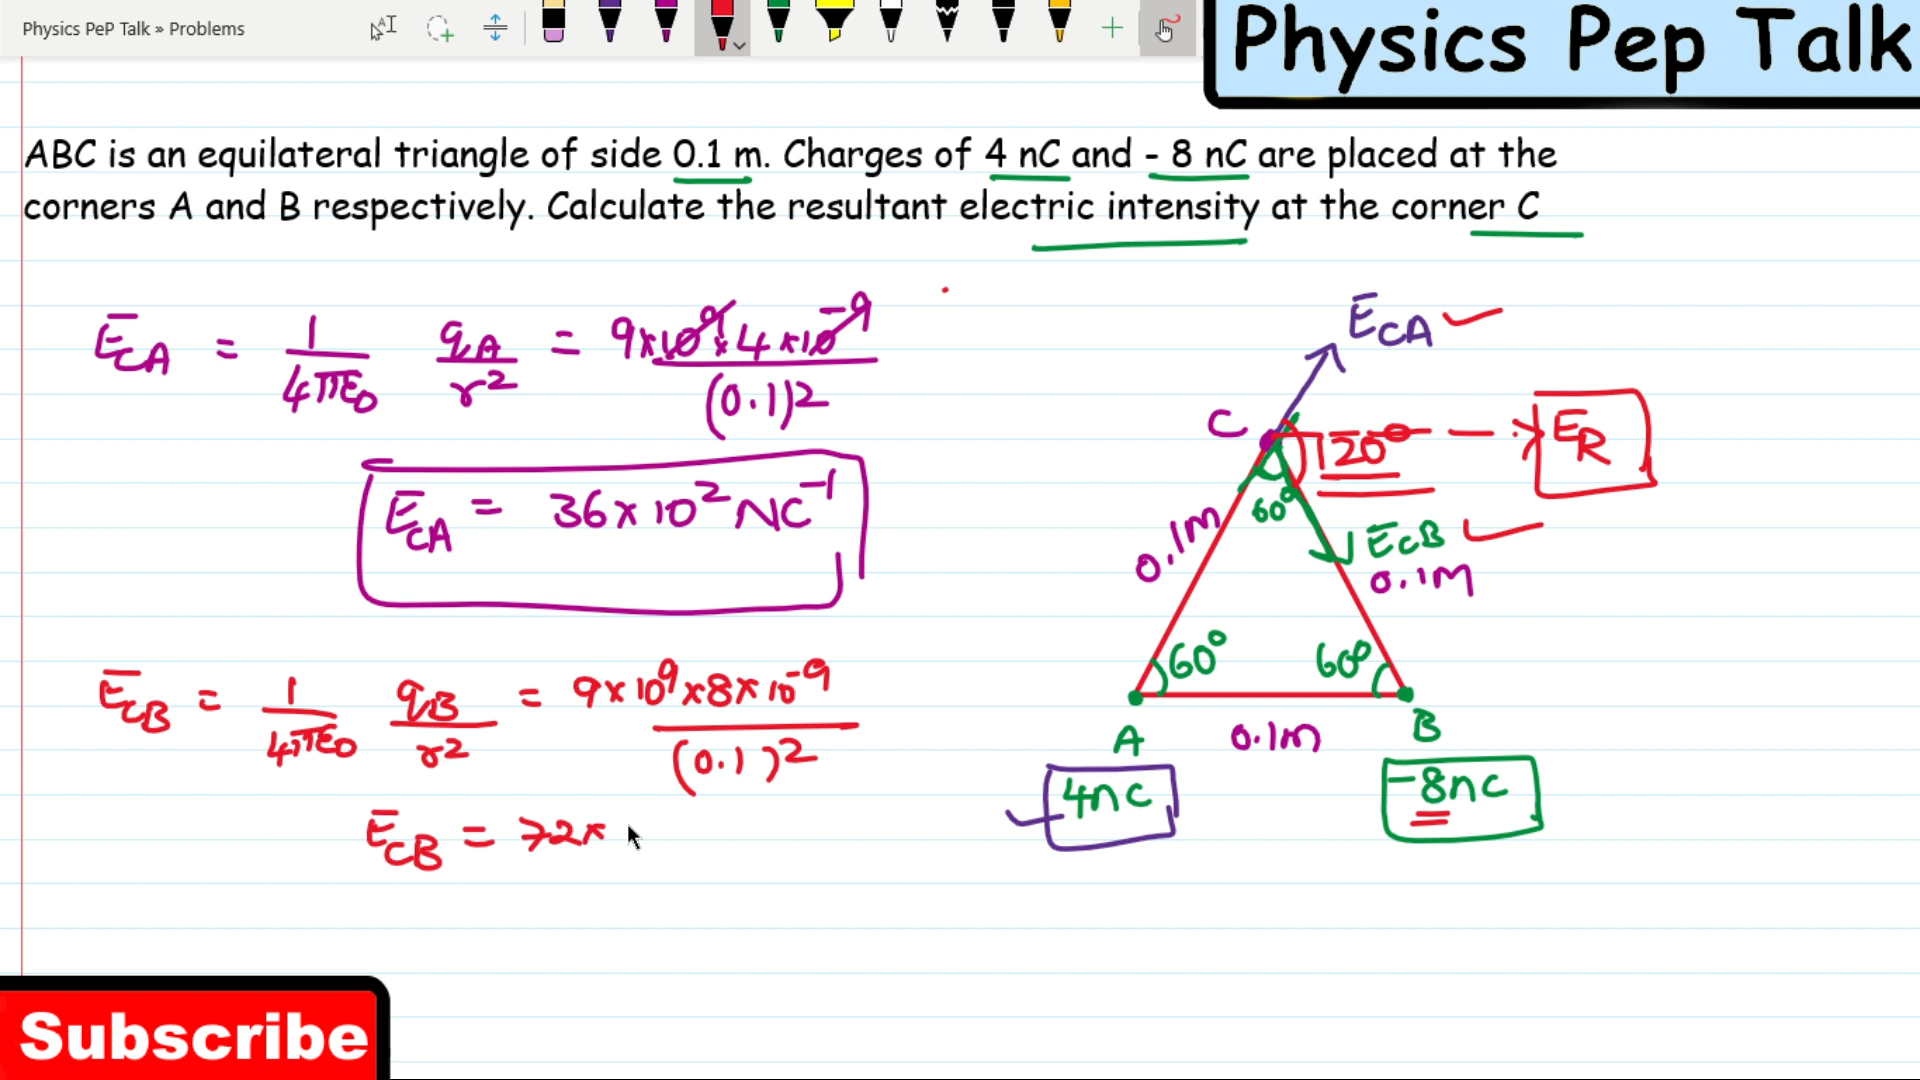 Physics PeP Talk » Problems
Physics Pep Talk
ABC is an equilateral triangle of side 0.1 m. Charges of 4 nC and - 8 nC are placed at the
corners A and B respectively. Calculate the resultant electric intensity at the corner C
E̅CA = 1/4πε0 qA/r² = 9×10⁹×4×10⁻⁹/(0.1)²
E̅CA = 36×10² NC⁻¹
E̅CB = 1/4πε0 qB/r² = 9×10⁹×8×10⁻⁹/(0.1)²
E̅CB = 72×
ECA
C
120°
ER
60°
0.1m
ECB
0.1m
60°
60°
A
0.1m
B
4nc
-8nc
Subscribe